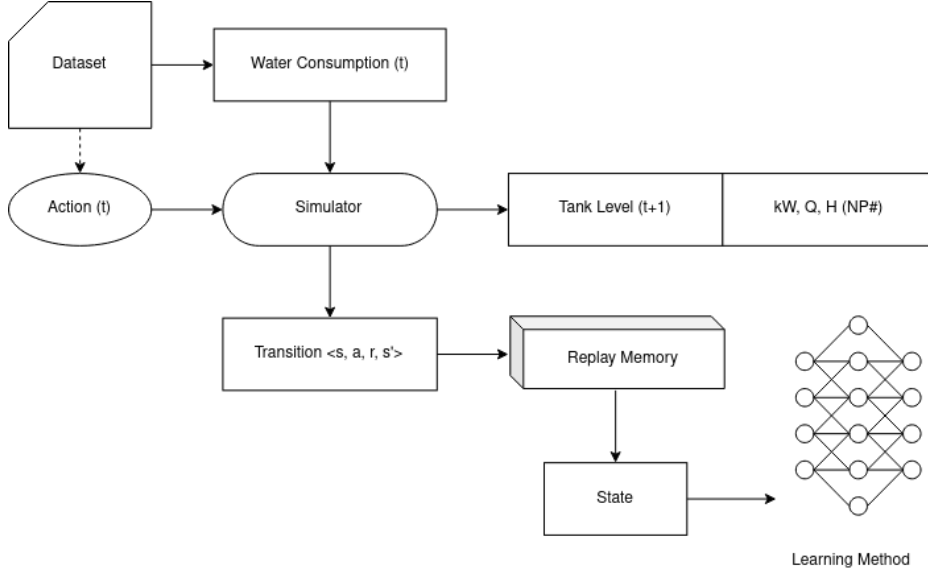 Dataset
Water Consumption (t)
Action (t)
Simulator
Tank Level (t+1)
kW, Q, H (NP#)
Transition <s, a, r, s'>
Replay Memory
State
Learning Method